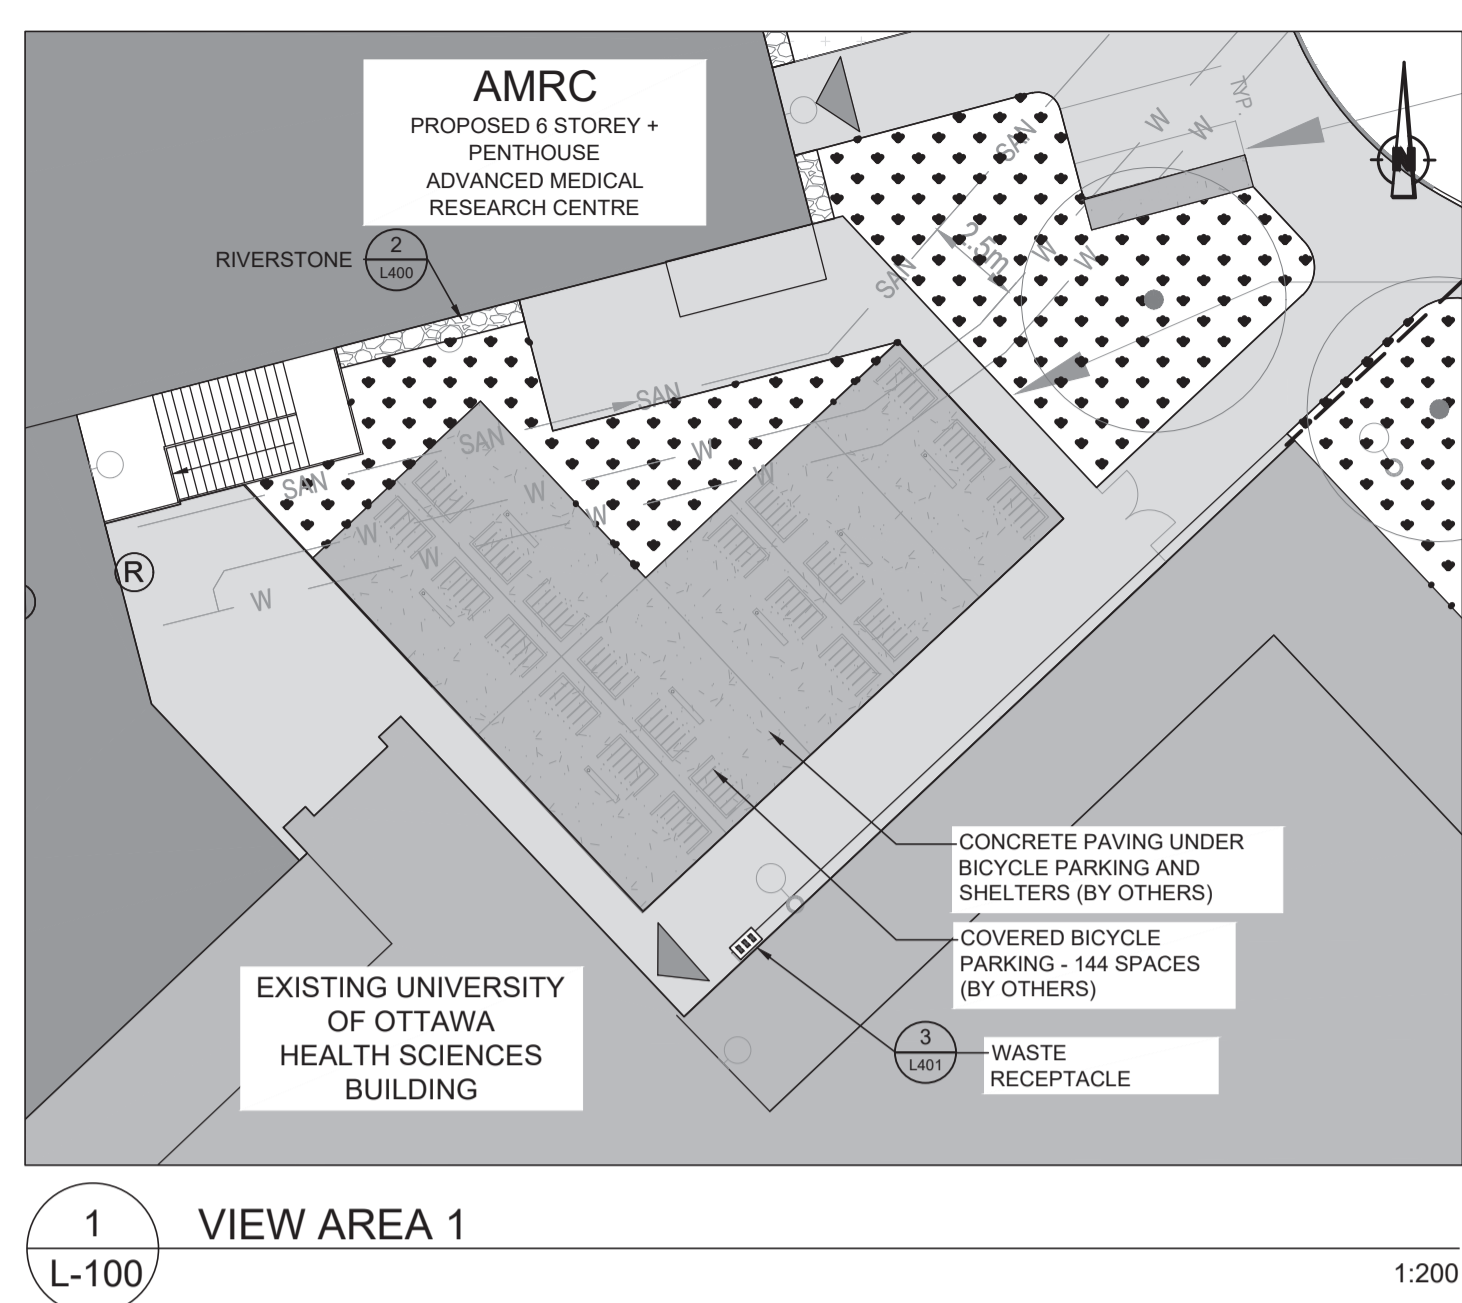 AMRC
PROPOSED 6 STOREY +
PENTHOUSE
ADVANCED MEDICAL
RESEARCH CENTRE
TYP.
W
W
SAN
N
RIVERSTONE
2
L400
2.5m
W
W
SAN
SAN
SAN
W
W
SAN
W
W
W
W
R
W
CONCRETE PAVING UNDER
BICYCLE PARKING AND
SHELTERS (BY OTHERS)
COVERED BICYCLE
PARKING - 144 SPACES
(BY OTHERS)
EXISTING UNIVERSITY
OF OTTAWA
HEALTH SCIENCES
BUILDING
3
L401
WASTE
RECEPTACLE
1
L-100
VIEW AREA 1
1:200